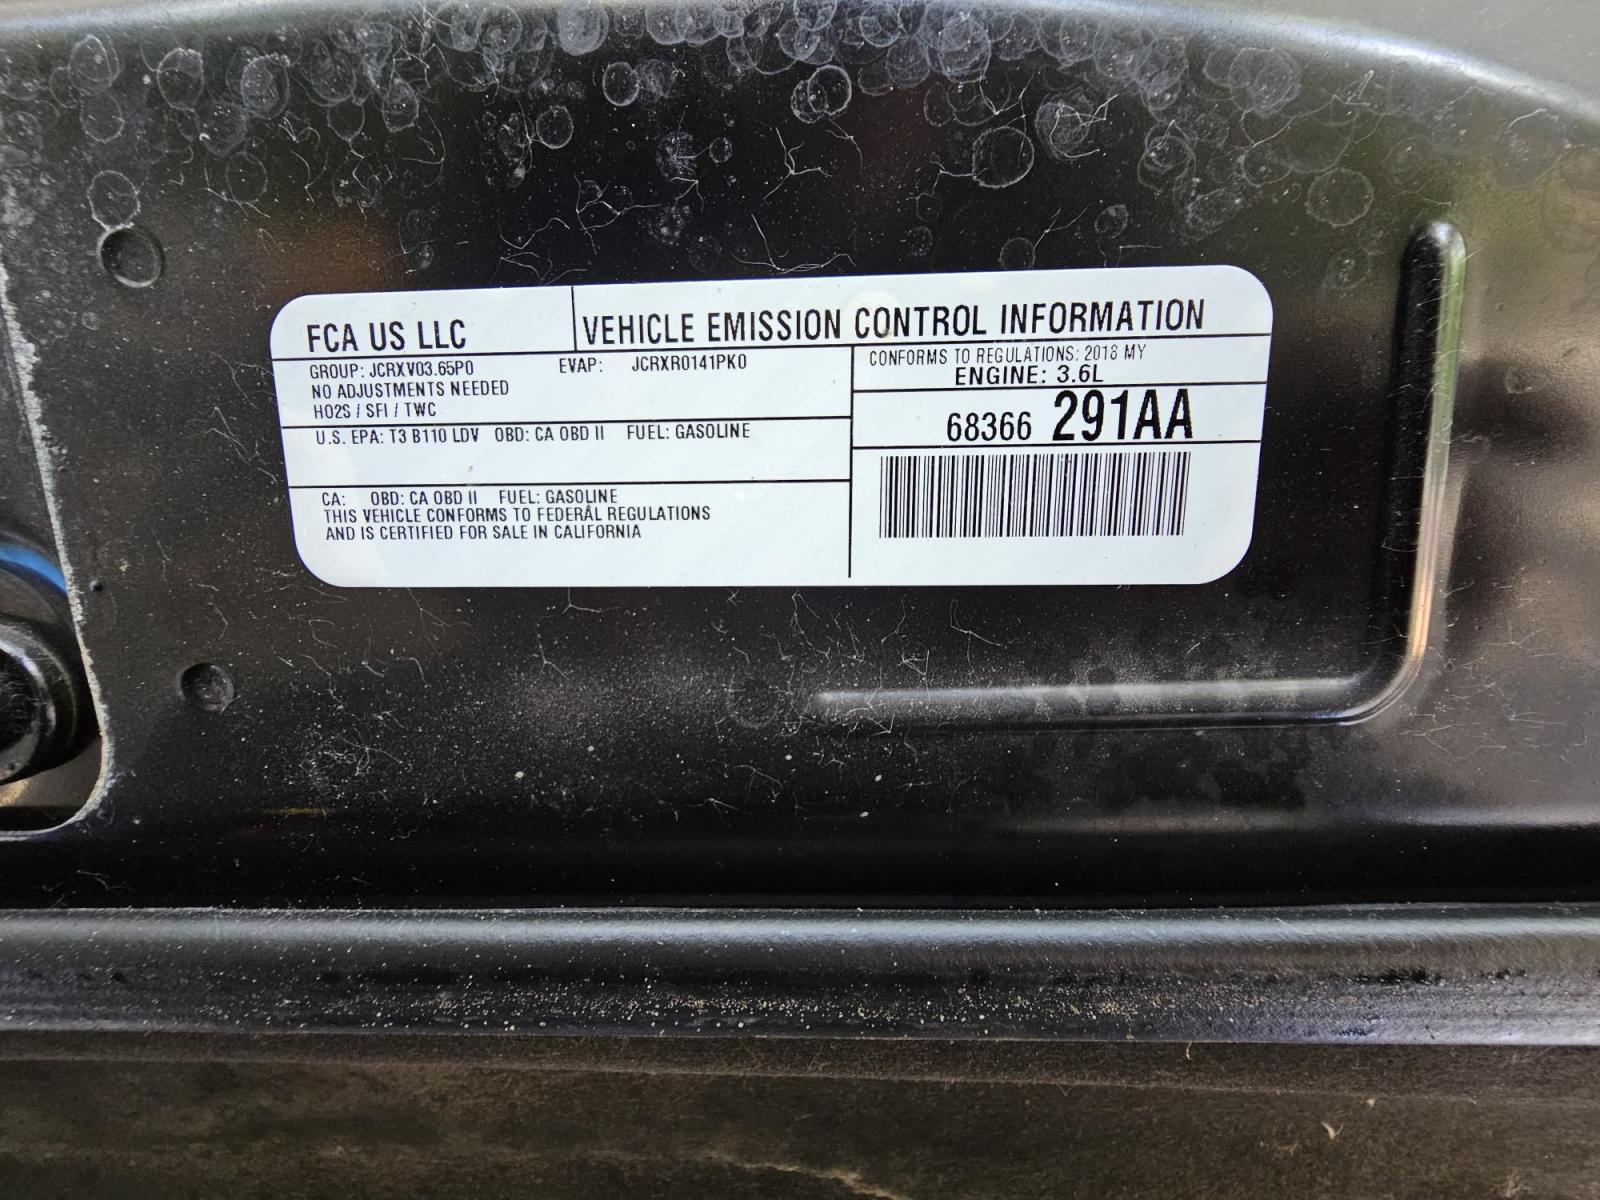 FCA US LLC
VEHICLE EMISSION CONTROL INFORMATION
GROUP: JCRXV03.65P0 EVAP: JCRXR0141PK0
NO ADJUSTMENTS NEEDED
HO2S / SFI / TWC
U.S. EPA: T3 B110 LDV OBD: CA OBD II FUEL: GASOLINE
CA: OBD: CA OBD II FUEL: GASOLINE
THIS VEHICLE CONFORMS TO FEDERAL REGULATIONS
AND IS CERTIFIED FOR SALE IN CALIFORNIA
CONFORMS TO REGULATIONS: 2018 MY
ENGINE: 3.6L
68366 291AA